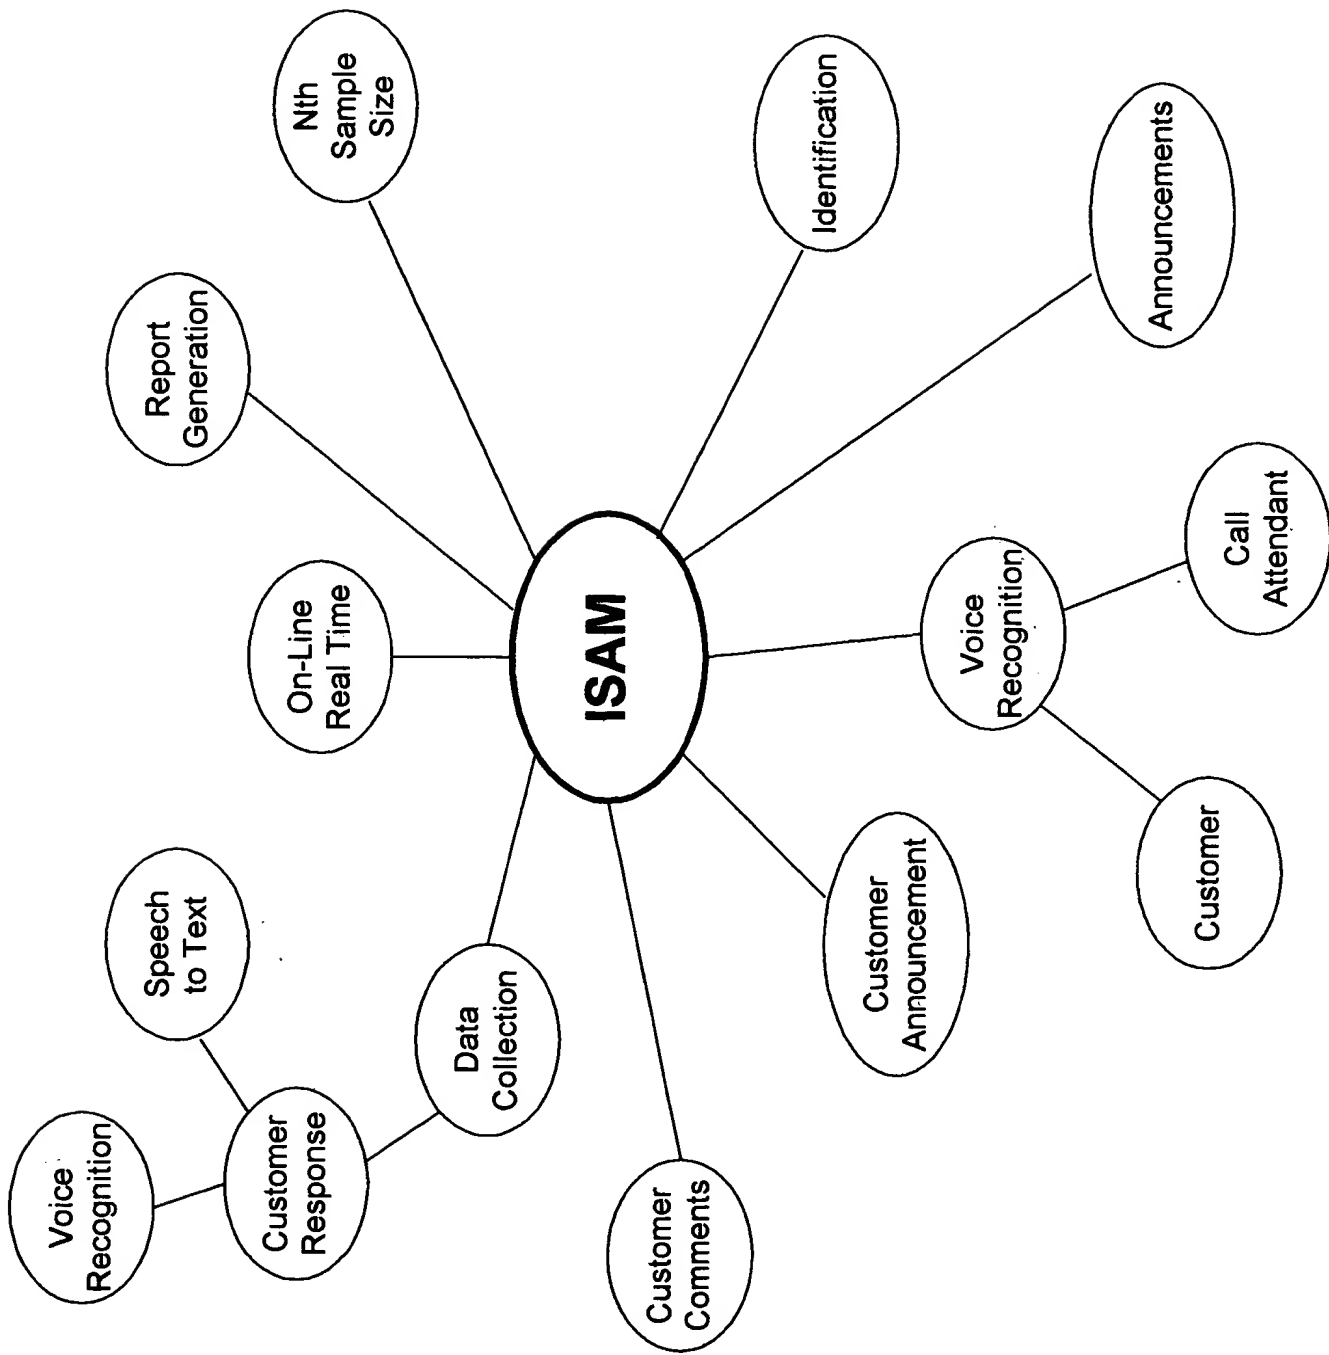 Voice
Recognition
Speech
to Text
Customer
Response
Data
Collection
On-Line
Real Time
Report
Generation
Nth
Sample
Size
ISAM
Customer
Comments
Customer
Announcement
Voice
Recognition
Customer
Call
Attendant
Identification
Announcements